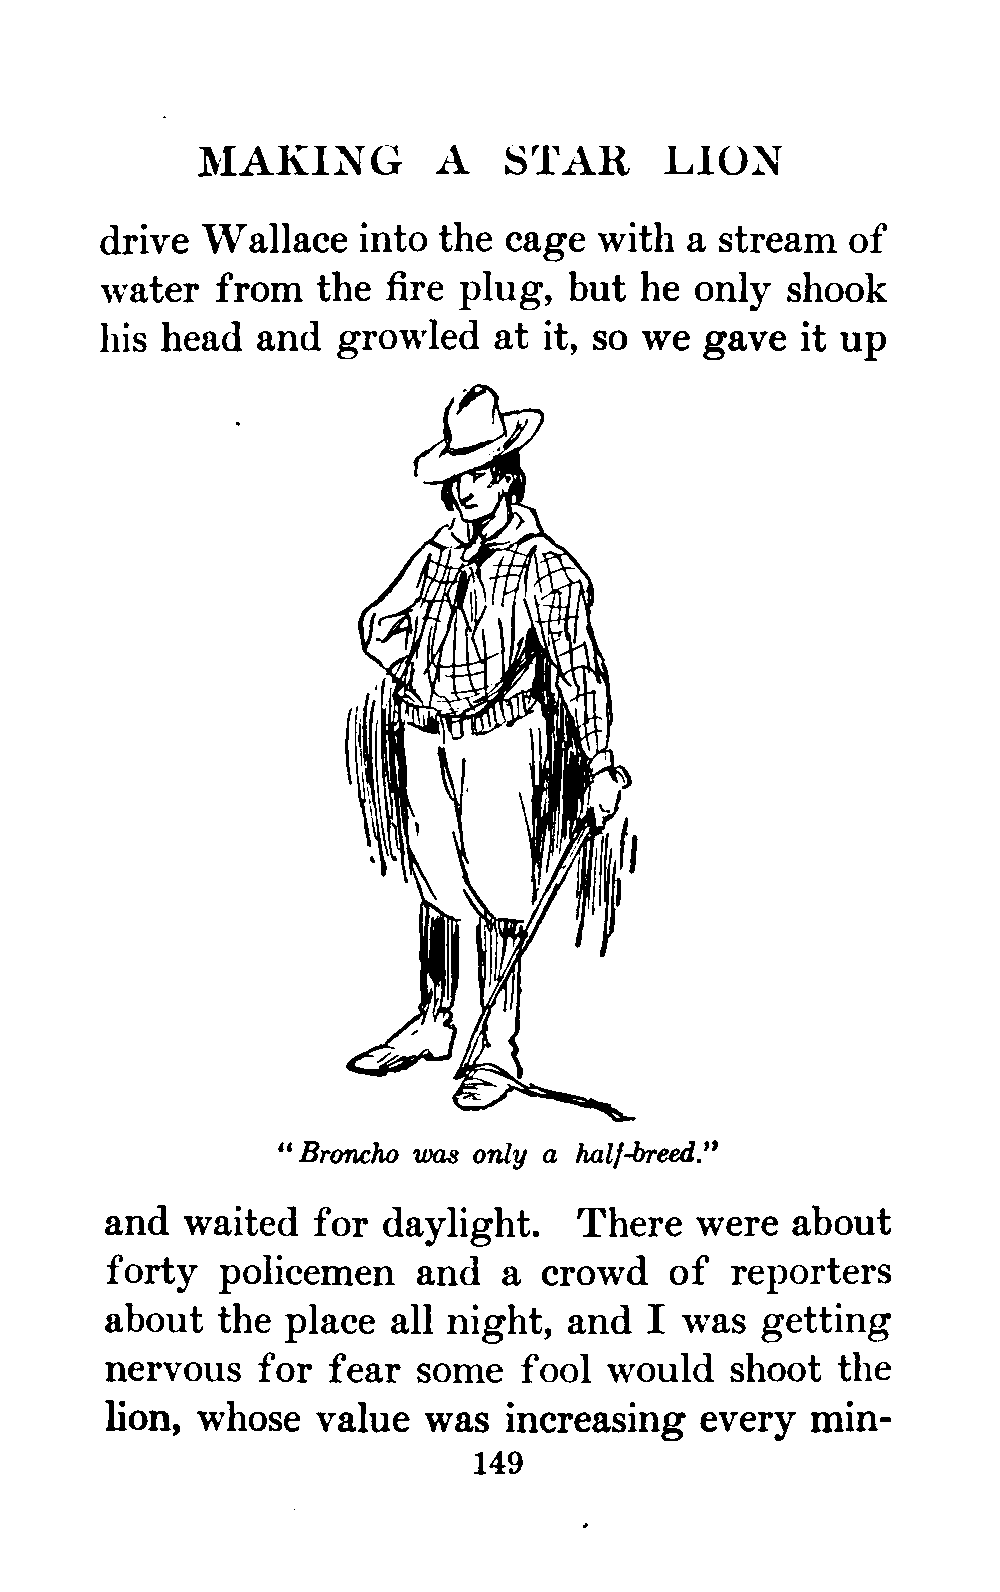 MAKING A STAR LION
drive Wallace into the cage with a stream of
water from the fire plug, but he only shook
his head and growled at it, so we gave it up
"Broncho was only a half-breed."
and waited for daylight. There were about
forty policemen and a crowd of reporters
about the place all night, and I was getting
nervous for fear some fool would shoot the
lion, whose value was increasing every min-
149